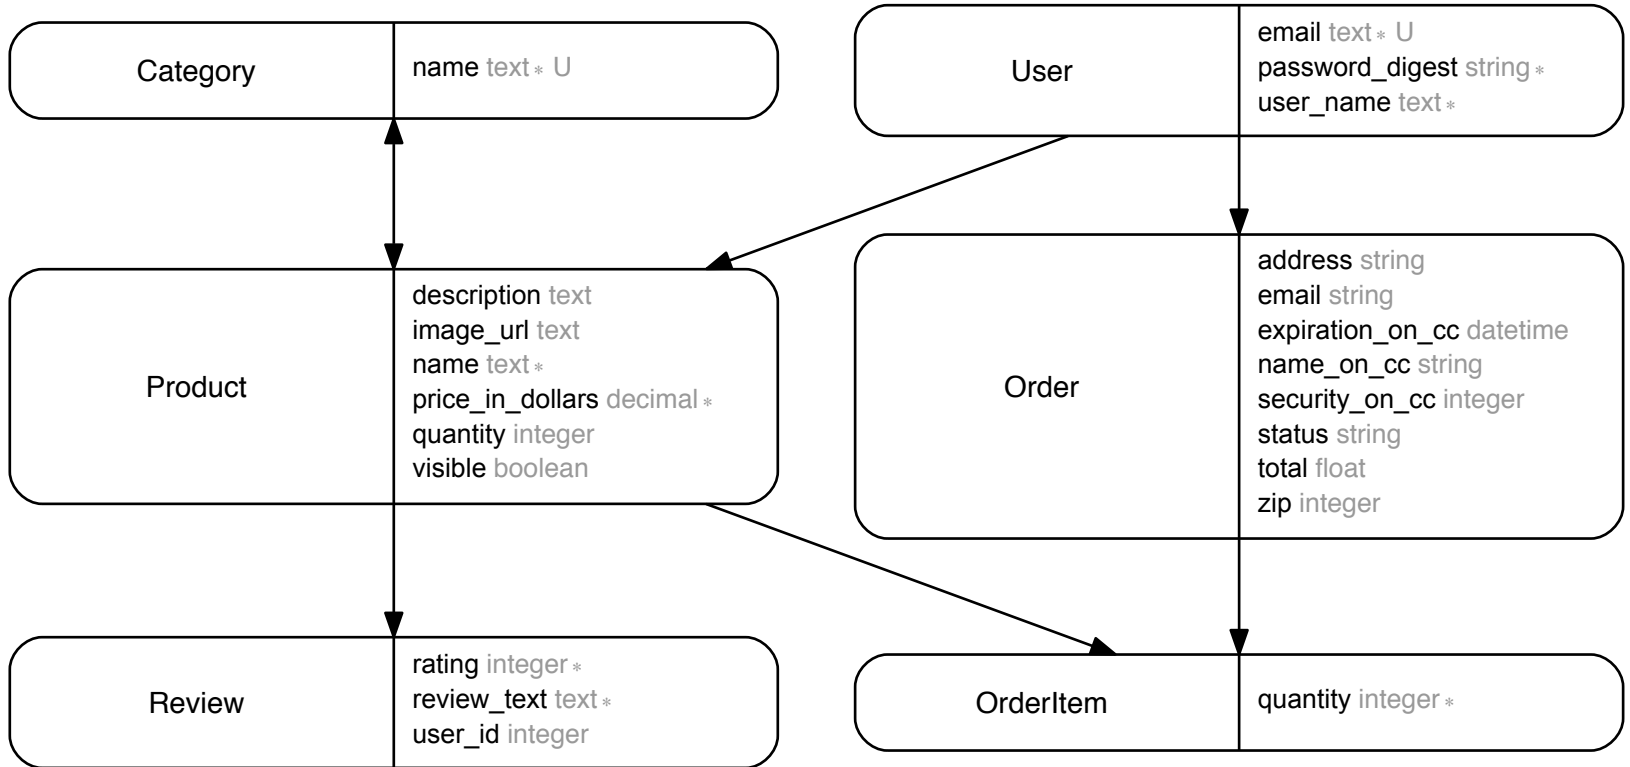 Category
name text∗ U
User
email text∗ U
password_digest string∗
user_name text∗
Product
description text
image_url text
name text∗
price_in_dollars decimal∗
quantity integer
visible boolean
Order
address string
email string
expiration_on_cc datetime
name_on_cc string
security_on_cc integer
status string
total float
zip integer
Review
rating integer∗
review_text text∗
user_id integer
OrderItem
quantity integer∗